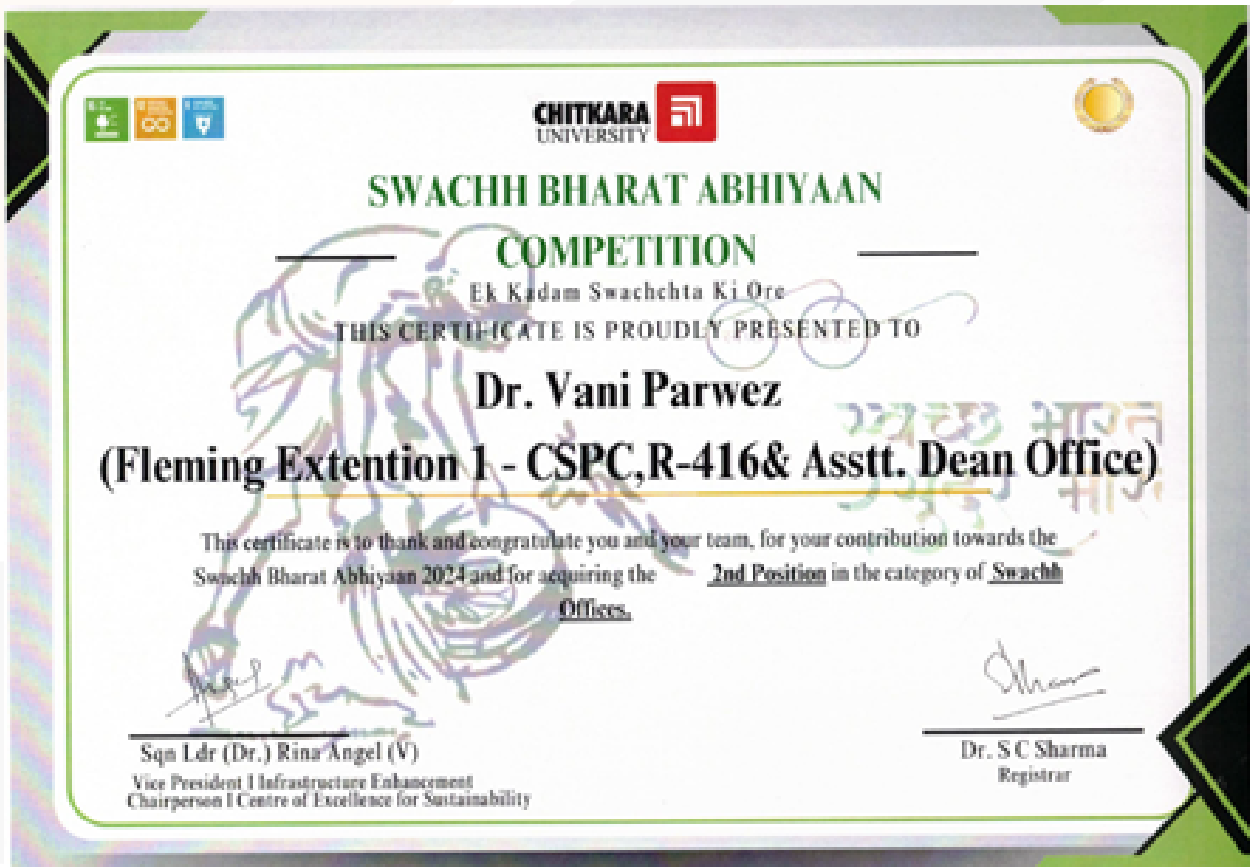 CHITKARA
UNIVERSITY
SWACHH BHARAT ABHIYAAN
COMPETITION
Ek Kadam Swachchta Ki Ore
THIS CERTIFICATE IS PROUDLY PRESENTED TO
Dr. Vani Parwez
स्वच्छ भारत
(Fleming Extention 1 - CSPC,R-416& Asstt. Dean Office)
This certificate is to thank and congratulate you and your team, for your contribution towards the
Swachh Bharat Abhiyaan 2024 and for acquiring the 2nd Position in the category of Swachh
Offices.
Sqn Ldr (Dr.) Rina Angel (V)
Vice President I Infrastructure Enhancement
Chairperson I Centre of Excellence for Sustainability
Dr. S C Sharma
Registrar